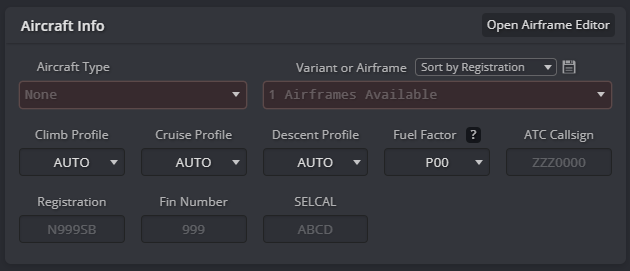 Aircraft Info
Open Airframe Editor
Aircraft Type
Variant or Airframe
Sort by Registration
None
1 Airframes Available
Climb Profile
Cruise Profile
Descent Profile
Fuel Factor ?
ATC Callsign
AUTO
AUTO
AUTO
P00
ZZZ0000
Registration
Fin Number
SELCAL
N999SB
999
ABCD